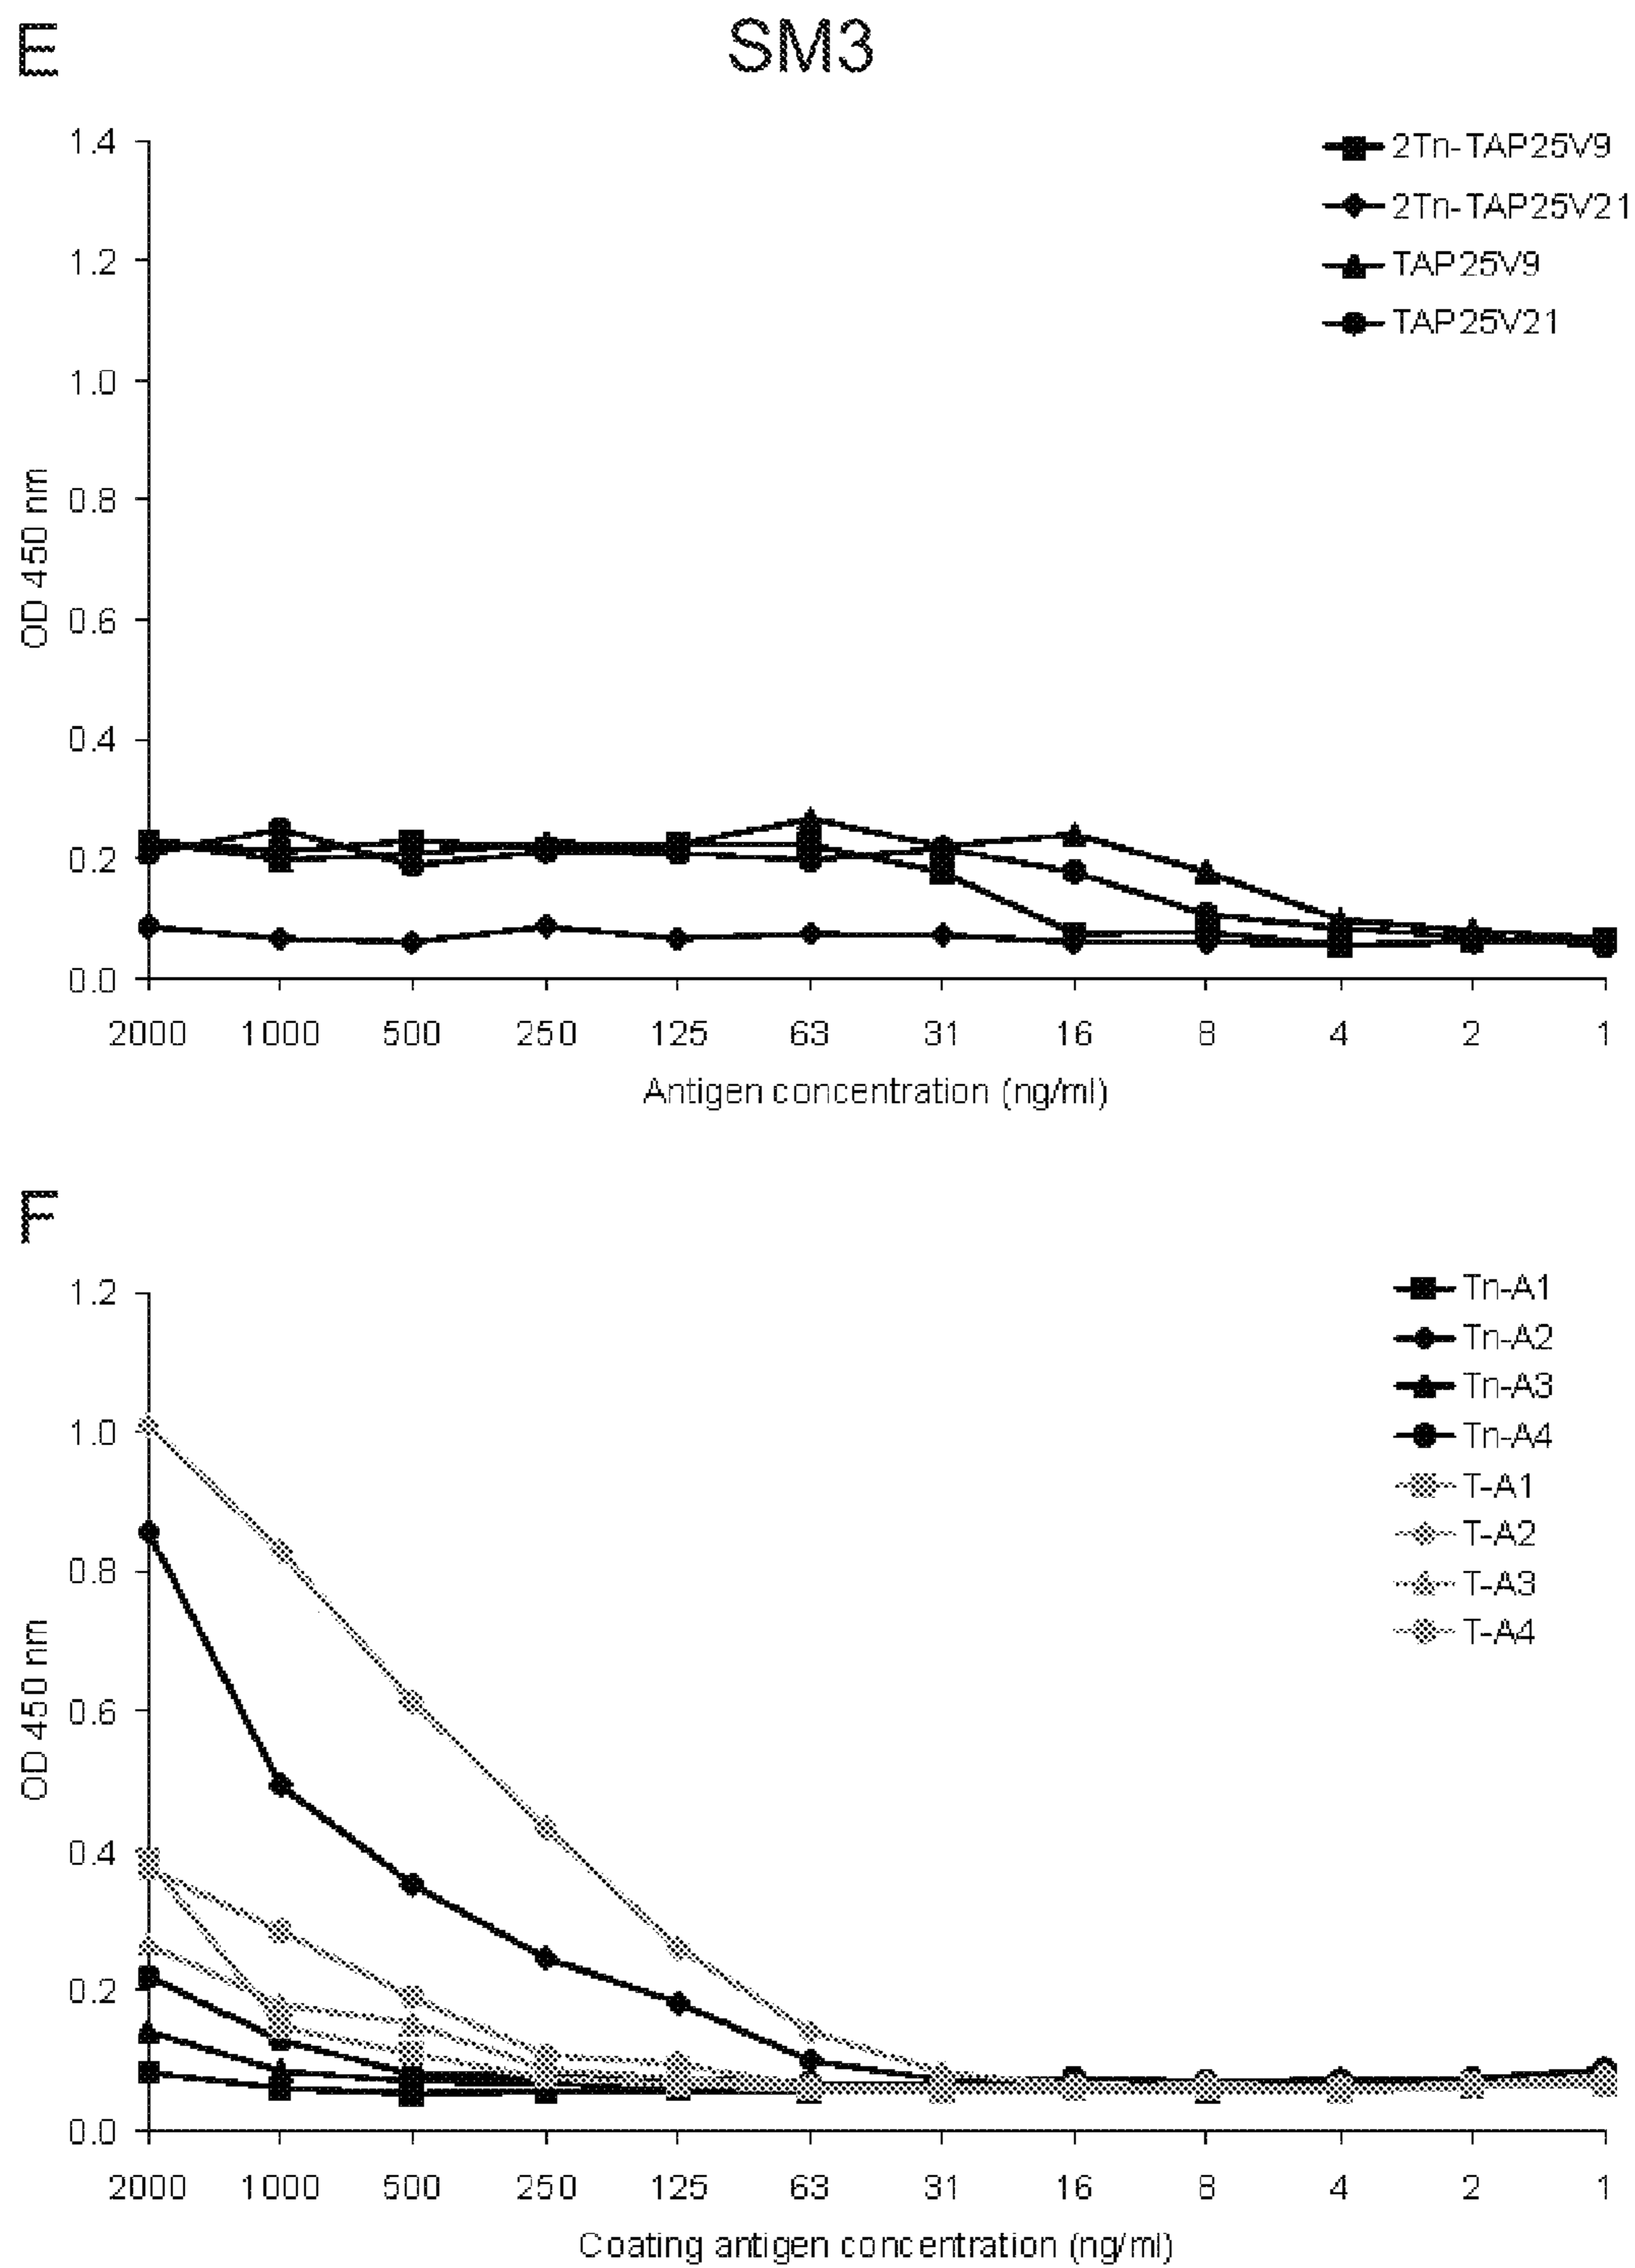 E
SM3
1.4
1.2
1.0
0.8
0.6
0.4
0.2
0.0
OD 450 nm
2Tn-TAP25V9
2Tn-TAP25V21
TAP25V9
TAP25V21
2000 1000 500 250 125 63 31 16 8 4 2 1
Antigen concentration (ng/ml)
F
1.2
1.0
0.8
0.6
0.4
0.2
0.0
OD 450 nm
Tn-A1
Tn-A2
Tn-A3
Tn-A4
T-A1
T-A2
T-A3
T-A4
2000 1000 500 250 125 63 31 16 8 4 2 1
Coating antigen concentration (ng/ml)